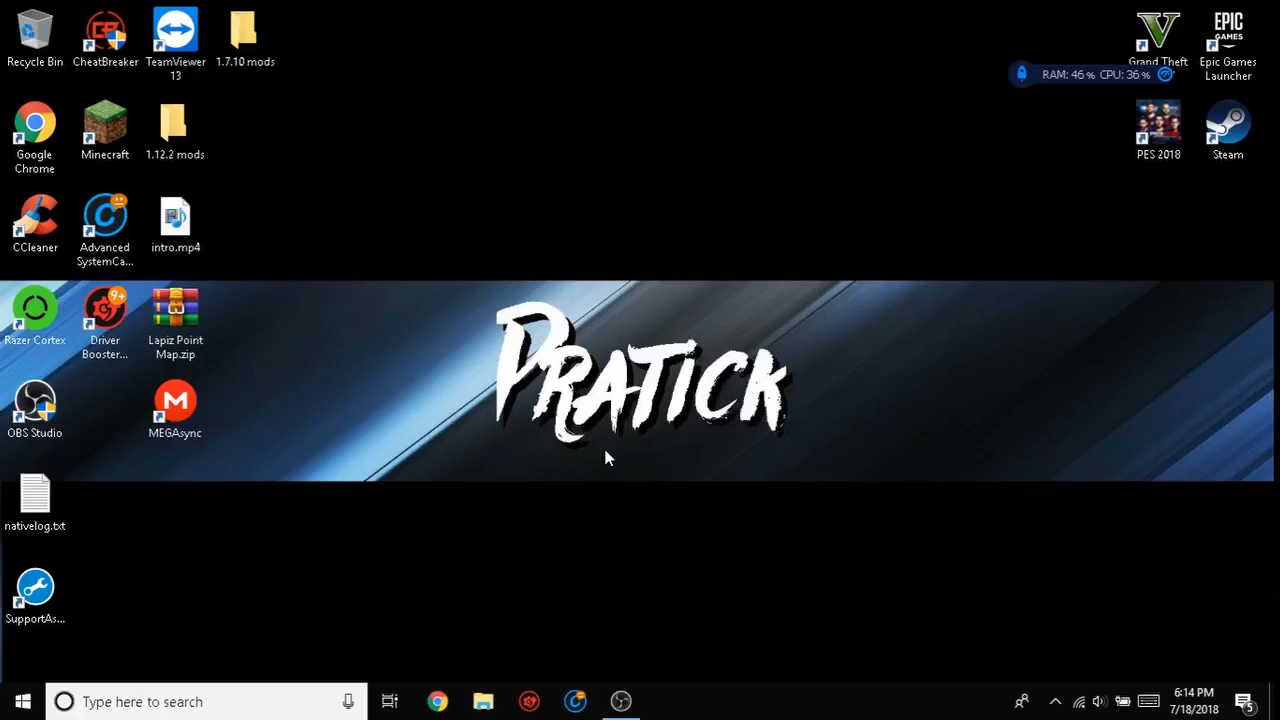 Recycle Bin
CheatBreaker
TeamViewer
13
1.7.10 mods
Grand Theft
EPIC
GAMES
Epic Games
Launcher
RAM: 46 % CPU: 36 %
Google
Chrome
Minecraft
1.12.2 mods
PES 2018
Steam
CCleaner
Advanced
SystemCa...
intro.mp4
Razer Cortex
9+
Driver
Booster...
Lapiz Point
Map.zip
PRATICK
OBS Studio
MEGAsync
nativelog.txt
SupportAs...
Type here to search
6:14 PM
7/18/2018
5